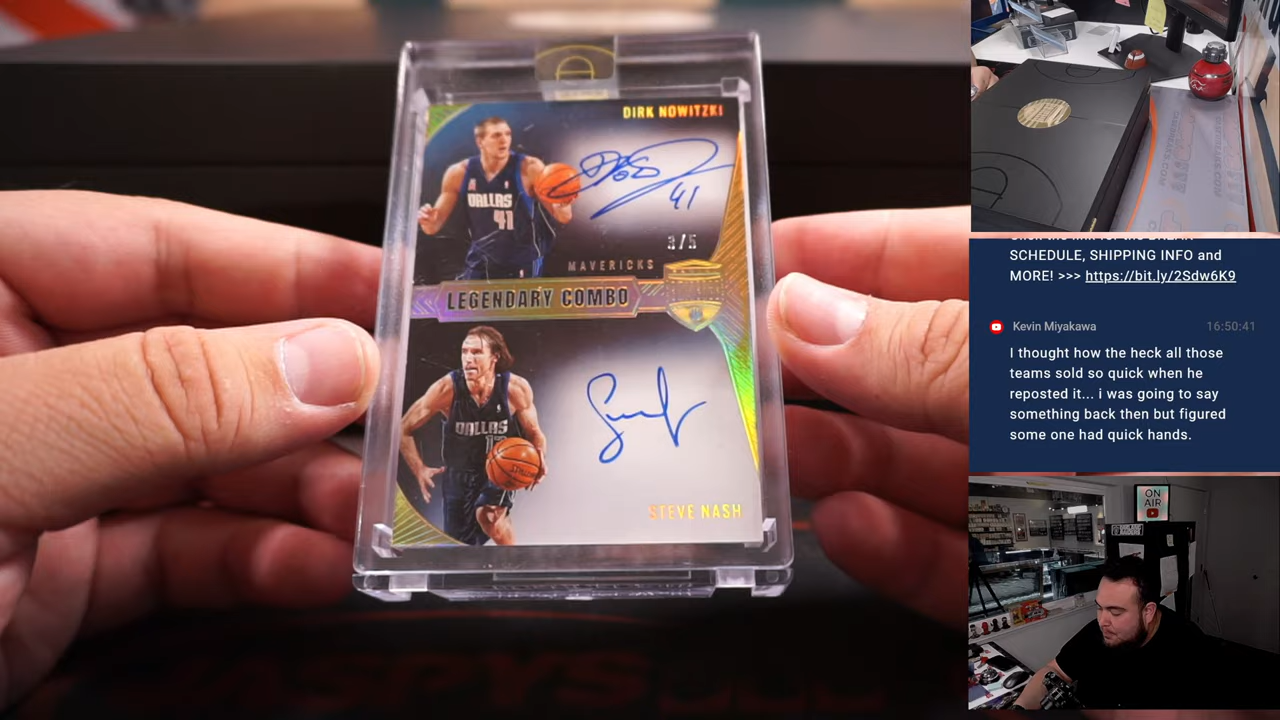 DIRK NOWITZKI
41
DALLAS
41
3/5
MAVERICKS
LEGENDARY COMBO
DALLAS
STEVE NASH
SCHEDULE, SHIPPING INFO and
MORE! >>> https://bit.ly/2Sdw6K9
Kevin Miyakawa
16:50:41
I thought how the heck all those
teams sold so quick when he
reposted it... i was going to say
something back then but figured
some one had quick hands.
ON
AIR